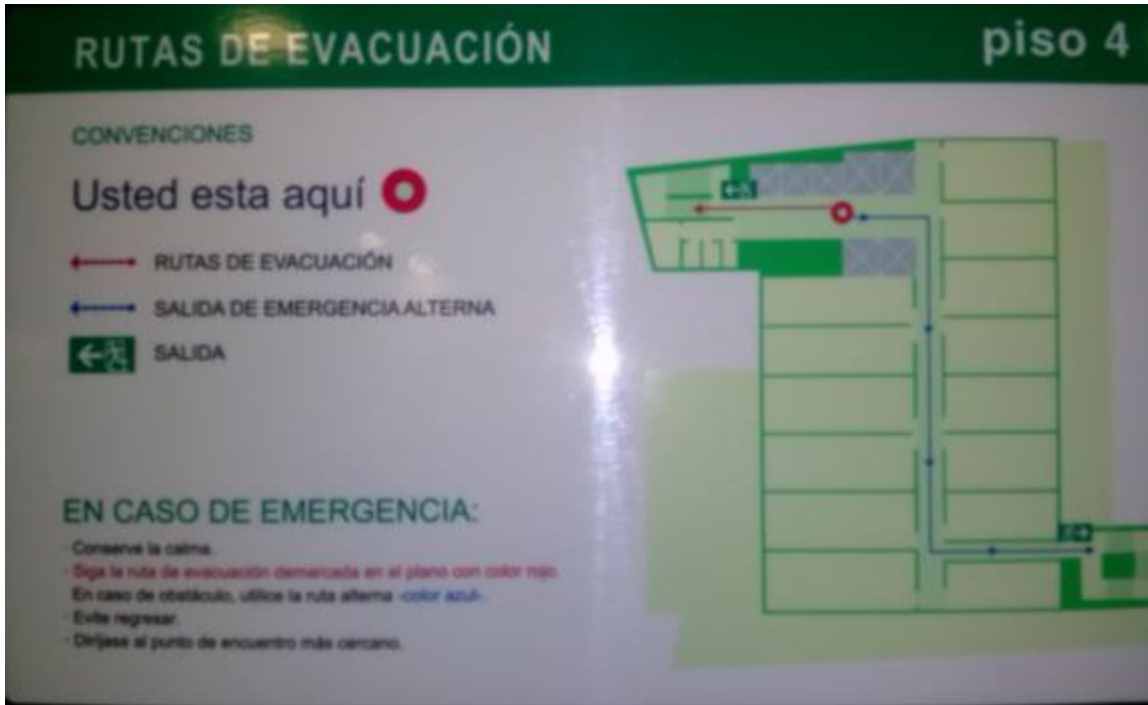 RUTAS DE EVACUACIÓN
piso 4
CONVENCIONES
Usted esta aquí
RUTAS DE EVACUACIÓN
SALIDA DE EMERGENCIA ALTERNA
SALIDA
EN CASO DE EMERGENCIA:
· Conserve la calma.
· Siga la ruta de evacuación demarcada en el plano con color rojo.
En caso de obstáculo, utilice la ruta alterna -color azul-.
· Evite regresar.
· Diríjase al punto de encuentro más cercano.